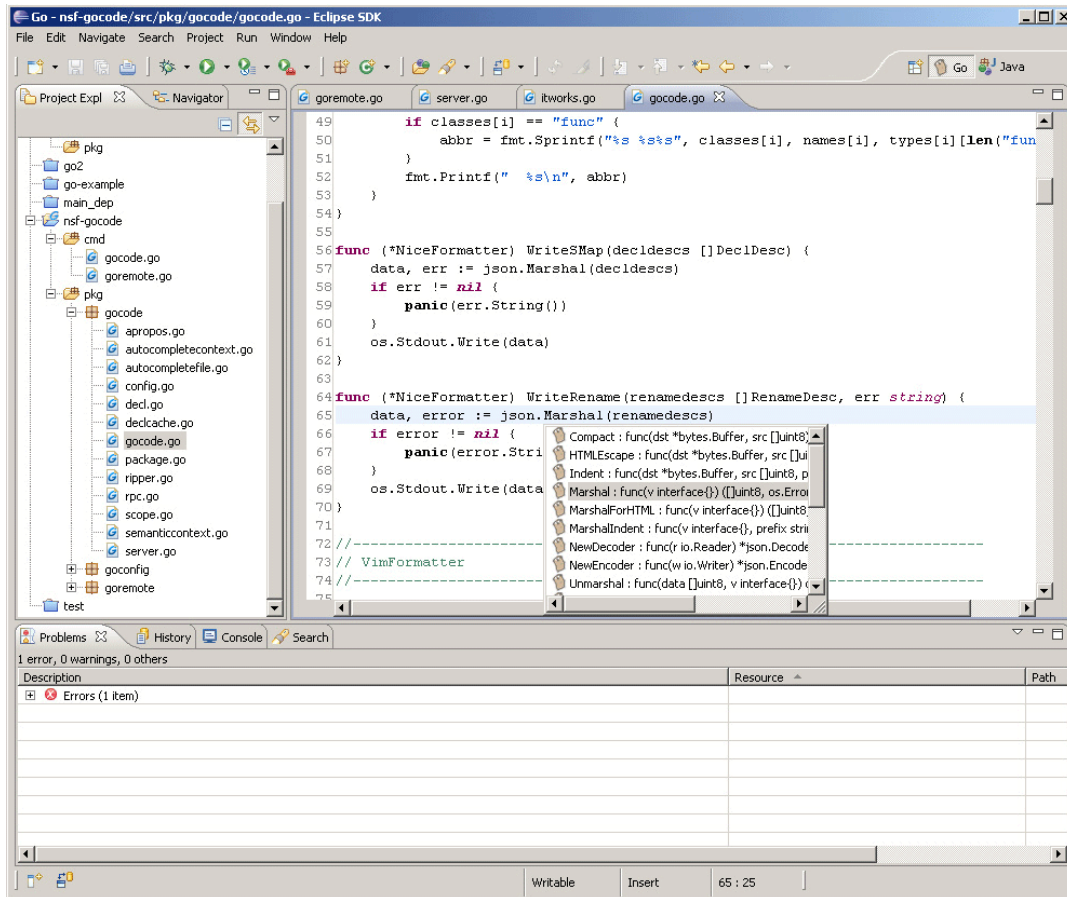 Go - nsf-gocode/src/pkg/gocode/gocode.go - Eclipse SDK
File Edit Navigate Search Project Run Window Help
Go Java
Project Expl Navigator
goremote.go server.go itworks.go gocode.go
pkg
go2
go-example
main_dep
nsf-gocode
cmd
gocode.go
goremote.go
pkg
gocode
apropos.go
autocompletecontext.go
autocompletefile.go
config.go
decl.go
declcache.go
gocode.go
package.go
ripper.go
rpc.go
scope.go
semanticcontext.go
server.go
goconfig
goremote
test
49 if classes[i] == "func" {
50 abbr = fmt.Sprintf("%s %s%s", classes[i], names[i], types[i][len("fun
51 }
52 fmt.Printf("  %s\n", abbr)
53 }
54 }
55
56 func (*NiceFormatter) WriteSMap(decldescs []DeclDesc) {
57 data, err := json.Marshal(decldescs)
58 if err != nil {
59 panic(err.String())
60 }
61 os.Stdout.Write(data)
62 }
63
64 func (*NiceFormatter) WriteRename(renamedescs []RenameDesc, err string) {
65 data, error := json.Marshal(renamedescs)
66 if error != nil {
67 panic(error.Stri
68 }
69 os.Stdout.Write(data
70 }
71
72 //-----------------------------------------------------------------------
73 // VimFormatter
74 //-----------------------------------------------------------------------
75
Compact : func(dst *bytes.Buffer, src []uint8)
HTMLEscape : func(dst *bytes.Buffer, src []ui
Indent : func(dst *bytes.Buffer, src []uint8, p
Marshal : func(v interface{}) ([]uint8, os.Error
MarshalForHTML : func(v interface{}) ([]uint8
MarshalIndent : func(v interface{}, prefix strin
NewDecoder : func(r io.Reader) *json.Decode
NewEncoder : func(w io.Writer) *json.Encode
Unmarshal : func(data []uint8, v interface{}) o
Problems History Console Search
1 error, 0 warnings, 0 others
Description Resource Path
Errors (1 item)
Writable Insert 65 : 25